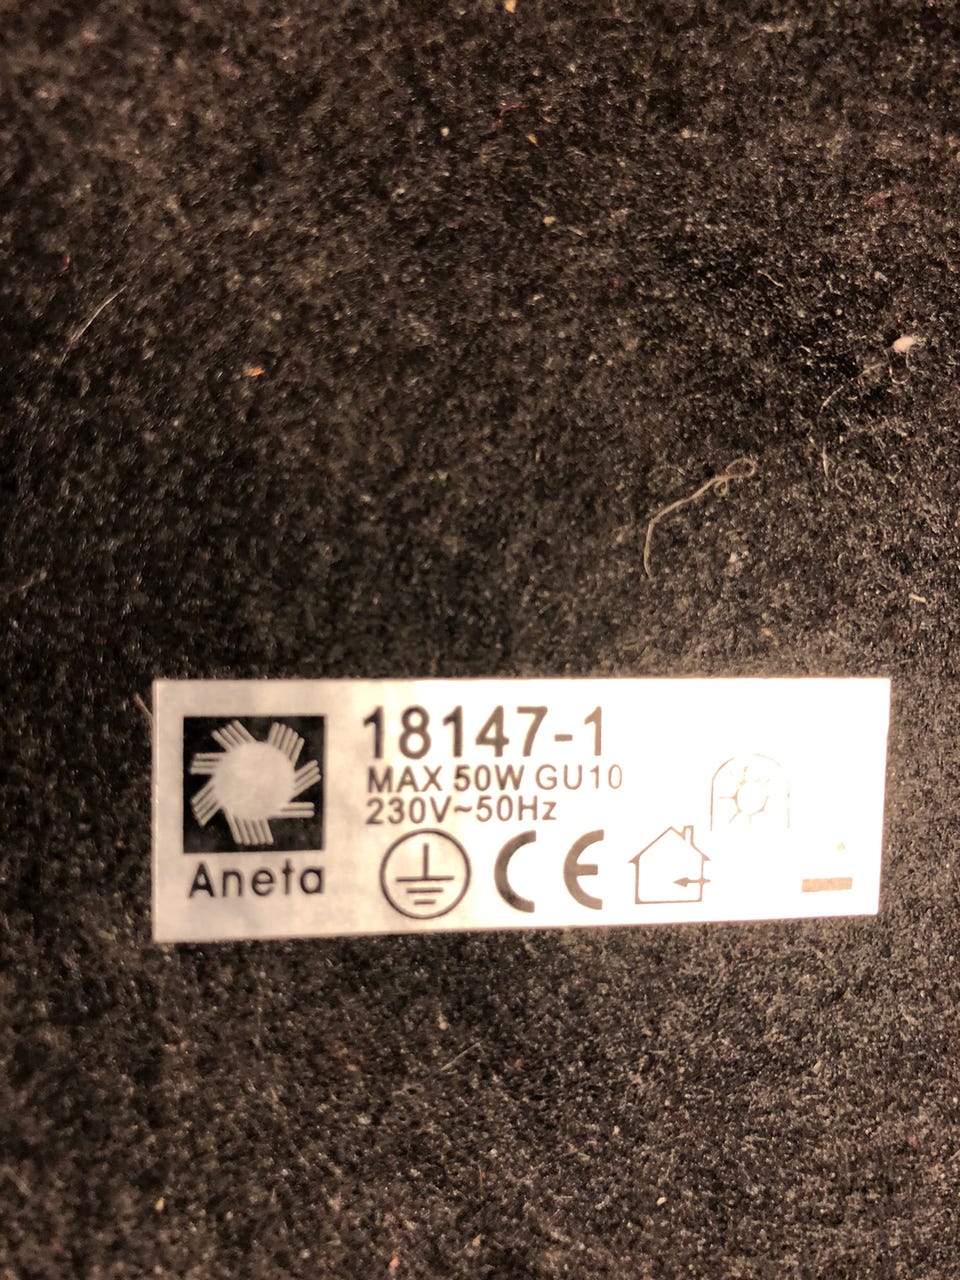 18147-1
MAX 50W GU10
230V~50Hz
Aneta
CE